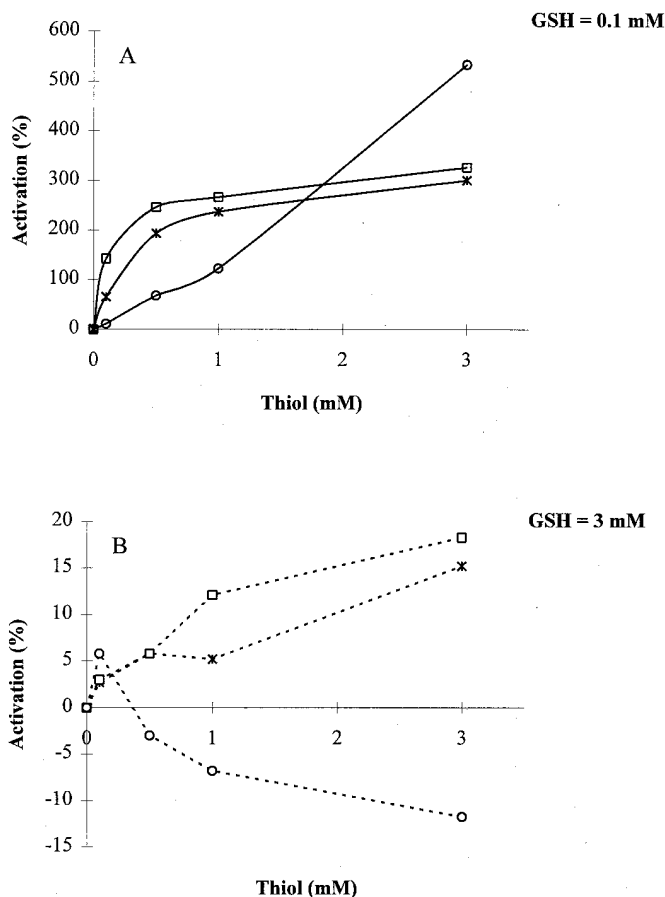 GSH = 0.1 mM
A
600
500
400
300
200
100
0
Activation (%)
0 1 2 3
Thiol (mM)
GSH = 3 mM
B
20
15
10
5
0
-5
-10
-15
Activation (%)
0 1 2 3
Thiol (mM)